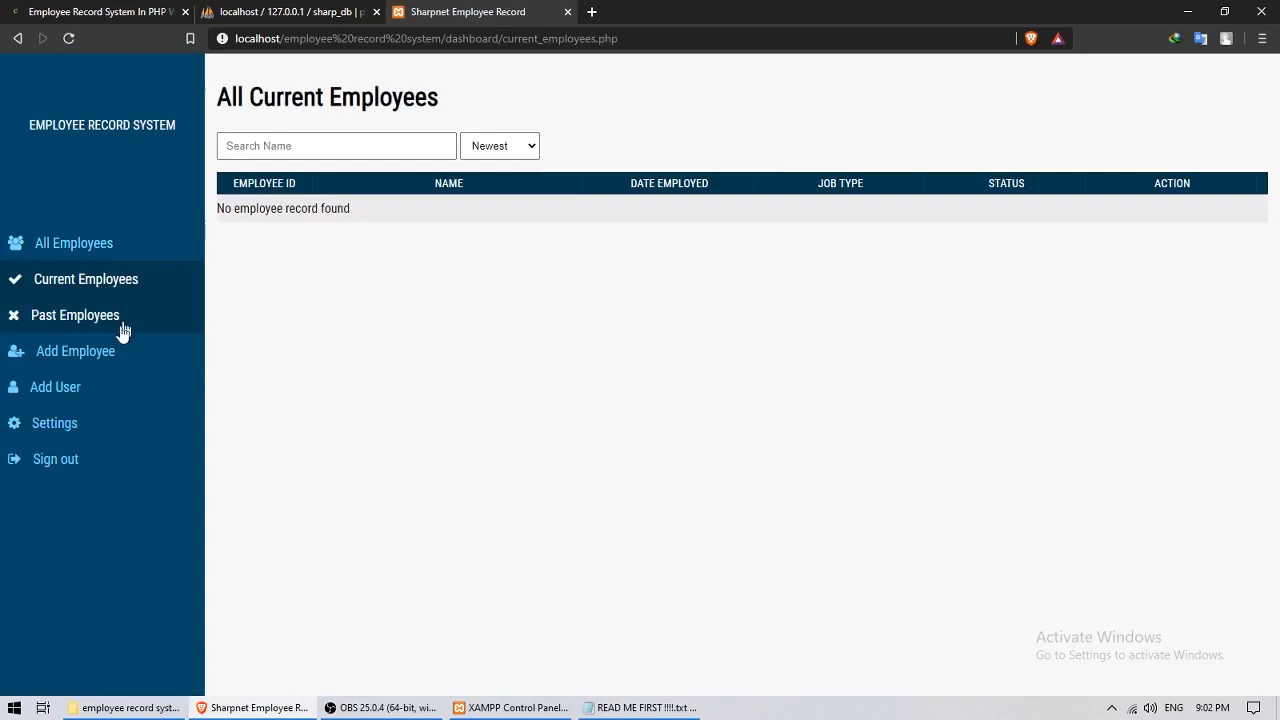 Employee Record System in PHP W
localhost 127.0.0.1 / sharp_db | p
Sharpnet Employee Record
localhost/employee%20record%20system/dashboard/current_employees.php
EMPLOYEE RECORD SYSTEM
All Employees
Current Employees
Past Employees
Add Employee
Add User
Settings
Sign out
All Current Employees
Search Name
Newest
EMPLOYEE ID NAME DATE EMPLOYED JOB TYPE STATUS ACTION
No employee record found
Activate Windows
Go to Settings to activate Windows.
employee record syst...
Sharpnet Employee R...
OBS 25.0.4 (64-bit, wi...
XAMPP Control Panel...
READ ME FIRST !!!!.txt ...
ENG
9:02 PM